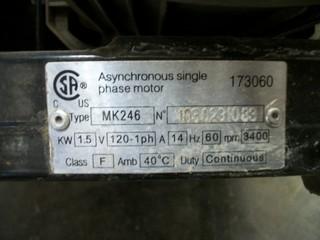 CSA ®
Asynchronous single
phase motor
173060
C US
Type MK246 N°
KW 1.5 V 120-1ph A 14 Hz 60 rpm 3400
Class F Amb 40°C Duty Continuous